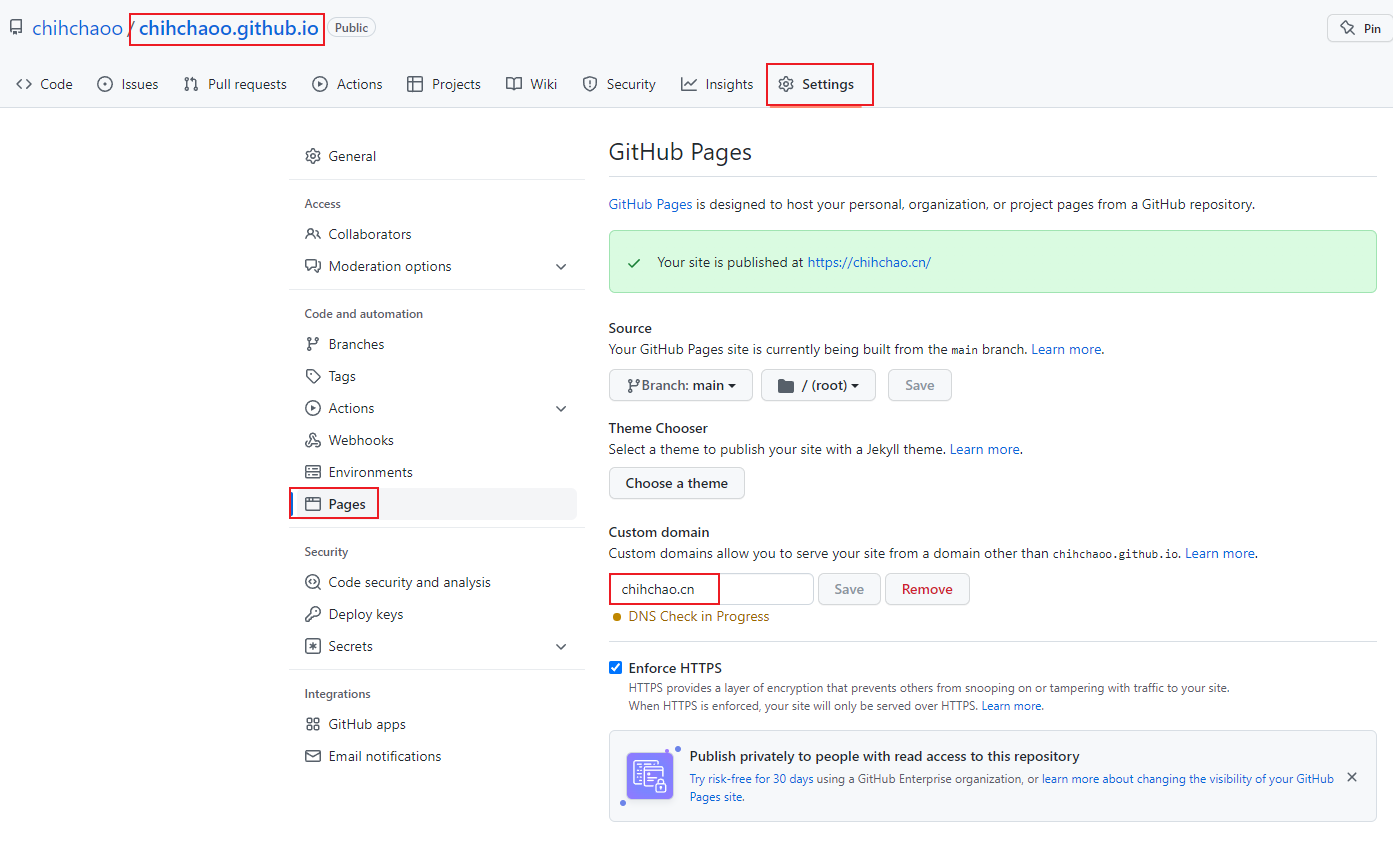 chihchaoo / chihchaoo.github.io Public
Pin
Code Issues Pull requests Actions Projects Wiki Security Insights Settings
General
Access
Collaborators
Moderation options
Code and automation
Branches
Tags
Actions
Webhooks
Environments
Pages
Security
Code security and analysis
Deploy keys
Secrets
Integrations
GitHub apps
Email notifications
GitHub Pages
GitHub Pages is designed to host your personal, organization, or project pages from a GitHub repository.
Your site is published at https://chihchao.cn/
Source
Your GitHub Pages site is currently being built from the main branch. Learn more.
Branch: main / (root) Save
Theme Chooser
Select a theme to publish your site with a Jekyll theme. Learn more.
Choose a theme
Custom domain
Custom domains allow you to serve your site from a domain other than chihchaoo.github.io. Learn more.
chihchao.cn Save Remove
DNS Check in Progress
Enforce HTTPS
HTTPS provides a layer of encryption that prevents others from snooping on or tampering with traffic to your site.
When HTTPS is enforced, your site will only be served over HTTPS. Learn more.
Publish privately to people with read access to this repository
Try risk-free for 30 days using a GitHub Enterprise organization, or learn more about changing the visibility of your GitHub
Pages site.